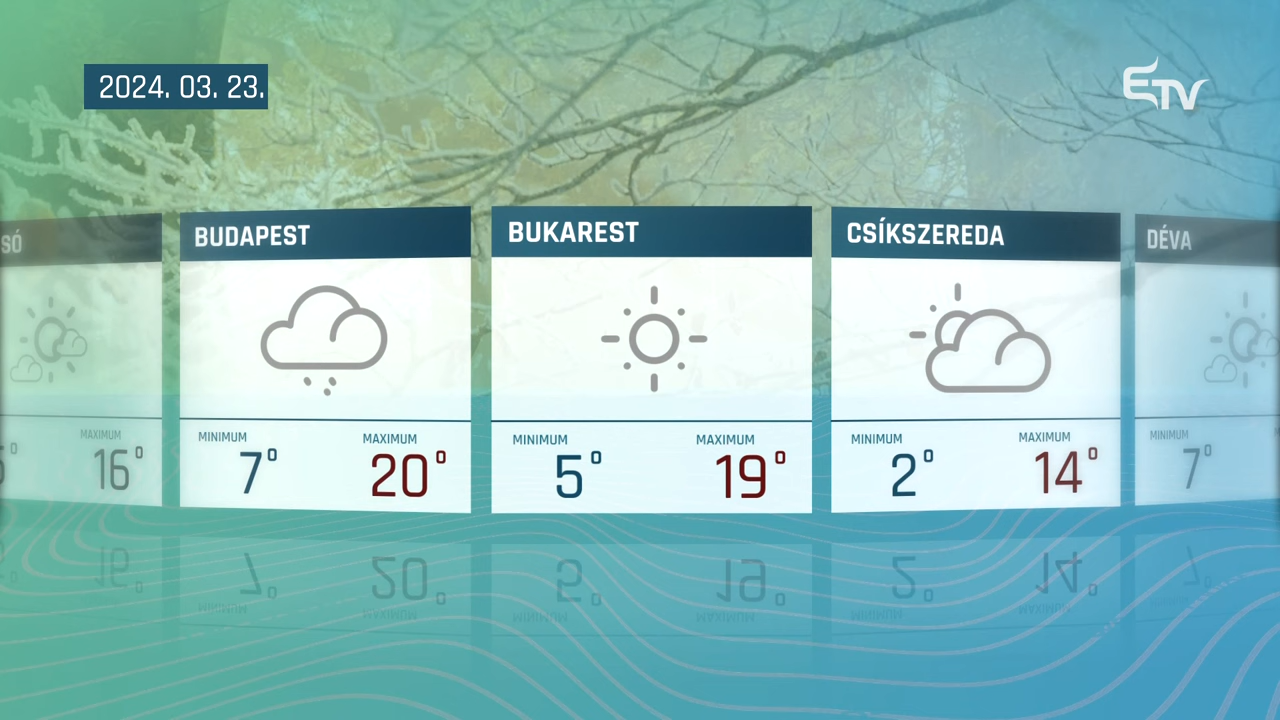 2024. 03. 23.
ETV
SÓ
MAXIMUM
16°
BUDAPEST
MINIMUM MAXIMUM
7° 20°
BUKAREST
MINIMUM MAXIMUM
5° 19°
CSÍKSZEREDA
MINIMUM MAXIMUM
2° 14°
DÉVA
MINIMUM
7°